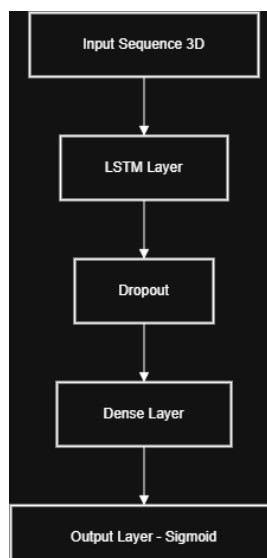 Input Sequence 3D
LSTM Layer
Dropout
Dense Layer
Output Layer - Sigmoid